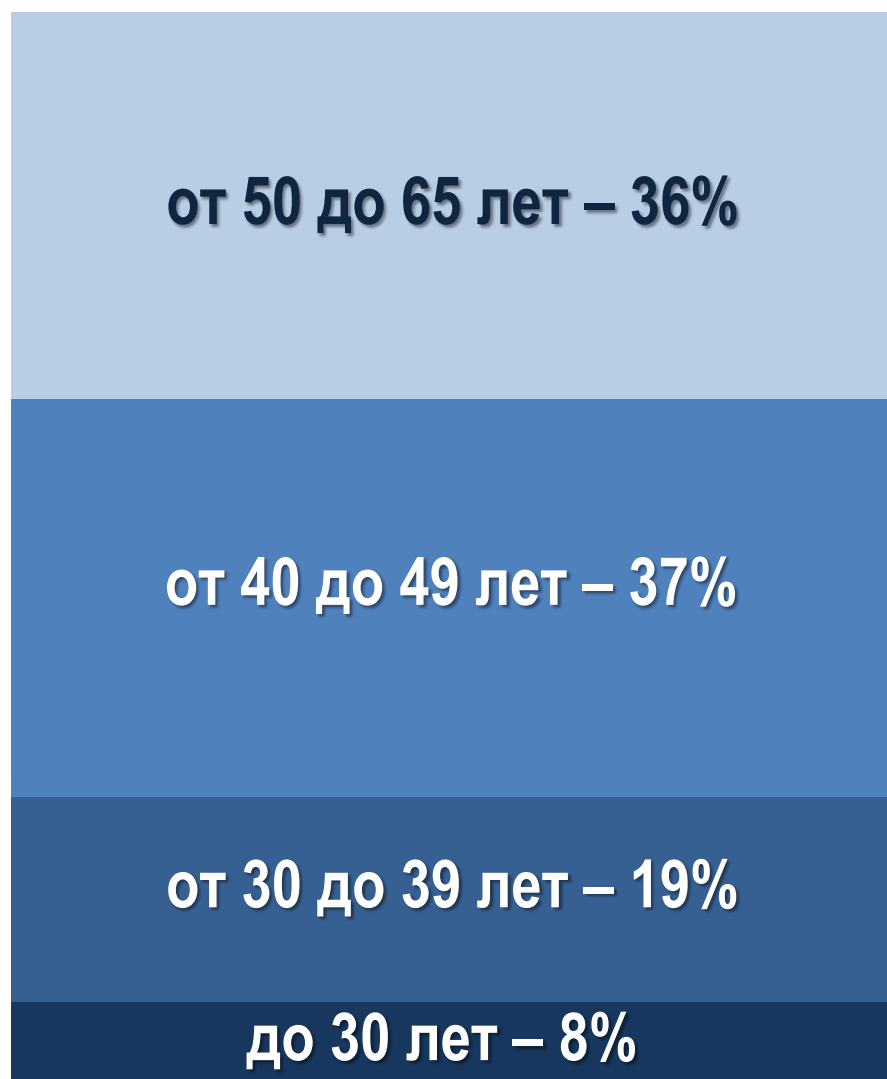 от 50 до 65 лет – 36%
от 40 до 49 лет – 37%
от 30 до 39 лет – 19%
до 30 лет – 8%